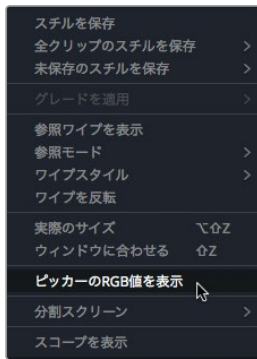 スチルを保存
全クリップのスチルを保存 >
未保存のスチルを保存 >
グレードを適用 >
参照ワイプを表示
参照モード >
ワイプスタイル >
ワイプを反転
実際のサイズ ⌥⇧Z
ウィンドウに合わせる ⇧Z
ピッカーのRGB値を表示
分割スクリーン >
スコープを表示